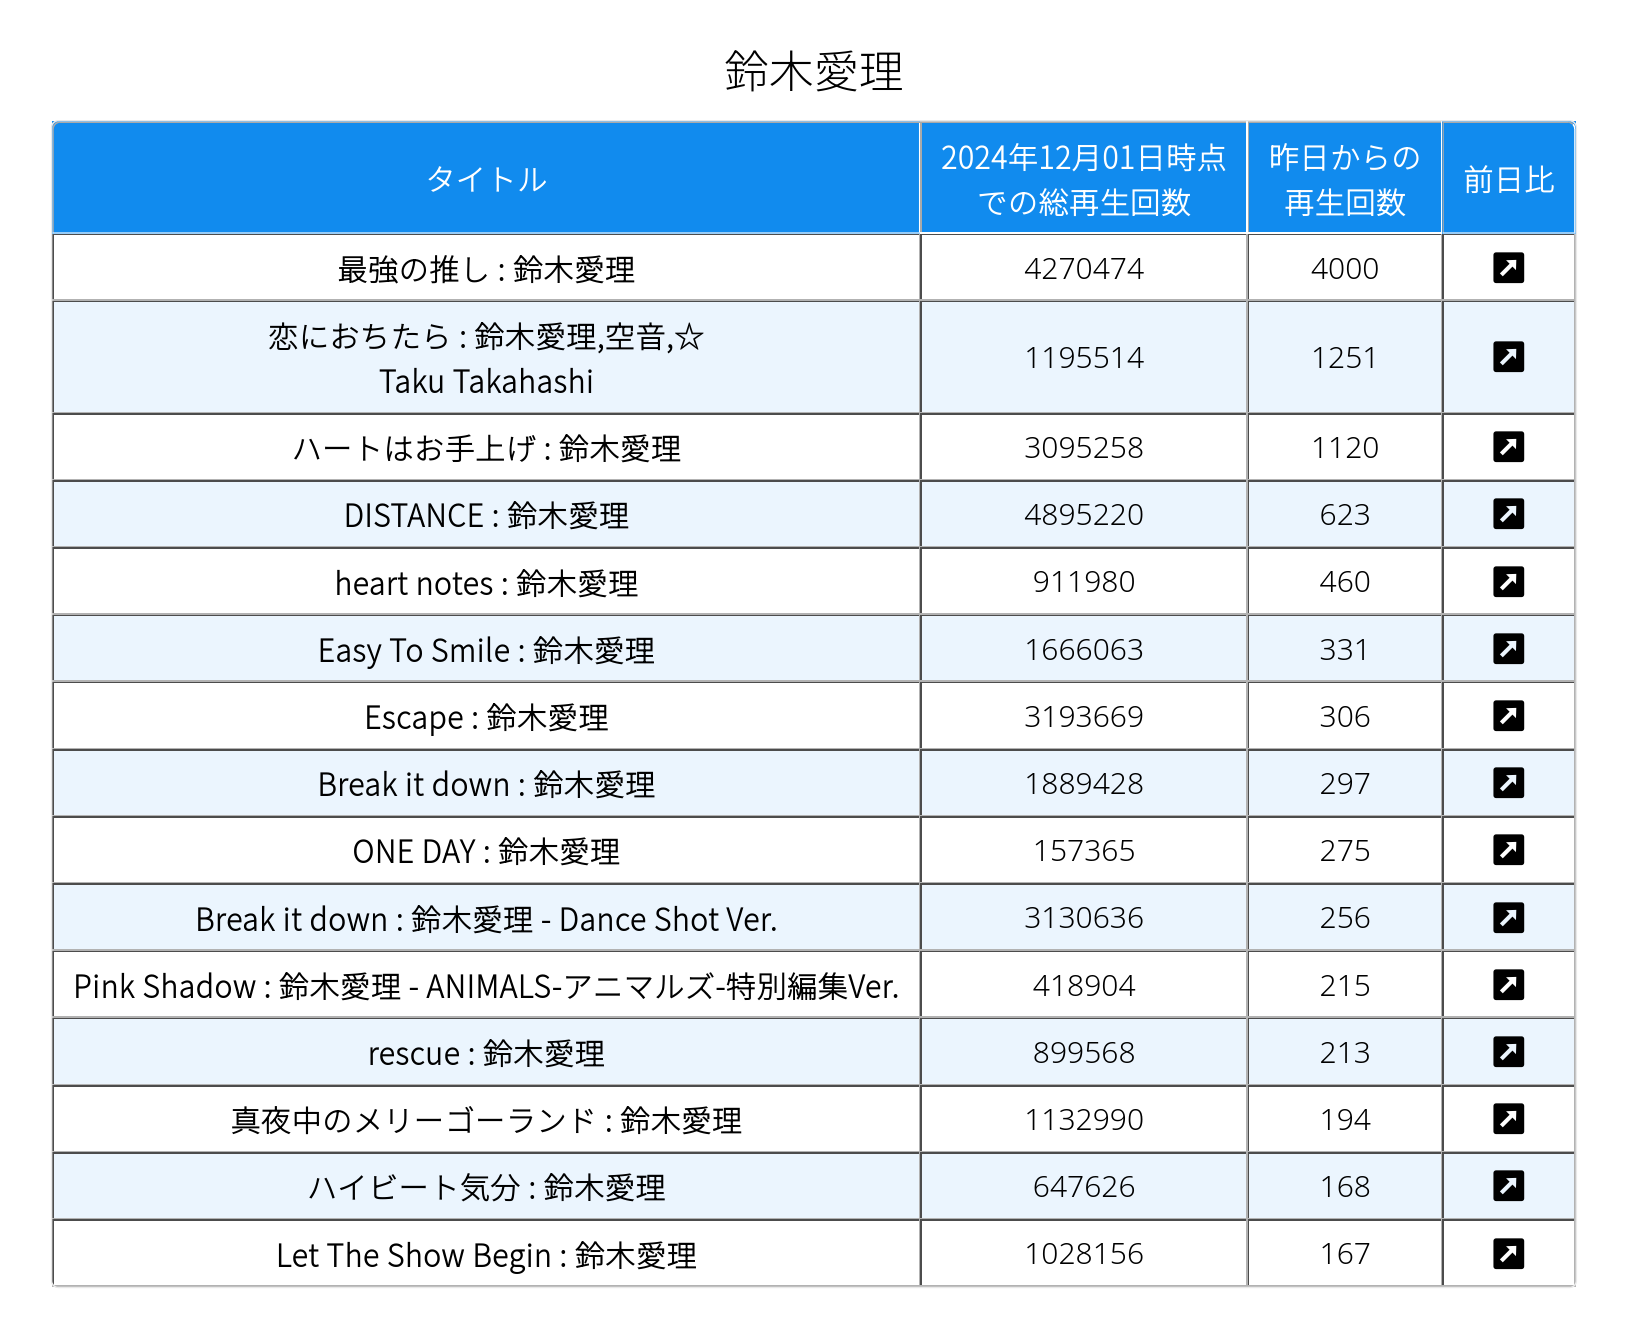 鈴木愛理
タイトル 2024年12月01日時点での総再生回数 昨日からの再生回数 前日比
最強の推し : 鈴木愛理 4270474 4000
恋におちたら : 鈴木愛理,空音,☆
Taku Takahashi 1195514 1251
ハートはお手上げ : 鈴木愛理 3095258 1120
DISTANCE : 鈴木愛理 4895220 623
heart notes : 鈴木愛理 911980 460
Easy To Smile : 鈴木愛理 1666063 331
Escape : 鈴木愛理 3193669 306
Break it down : 鈴木愛理 1889428 297
ONE DAY : 鈴木愛理 157365 275
Break it down : 鈴木愛理 - Dance Shot Ver. 3130636 256
Pink Shadow : 鈴木愛理 - ANIMALS-アニマルズ-特別編集Ver. 418904 215
rescue : 鈴木愛理 899568 213
真夜中のメリーゴーランド : 鈴木愛理 1132990 194
ハイビート気分 : 鈴木愛理 647626 168
Let The Show Begin : 鈴木愛理 1028156 167